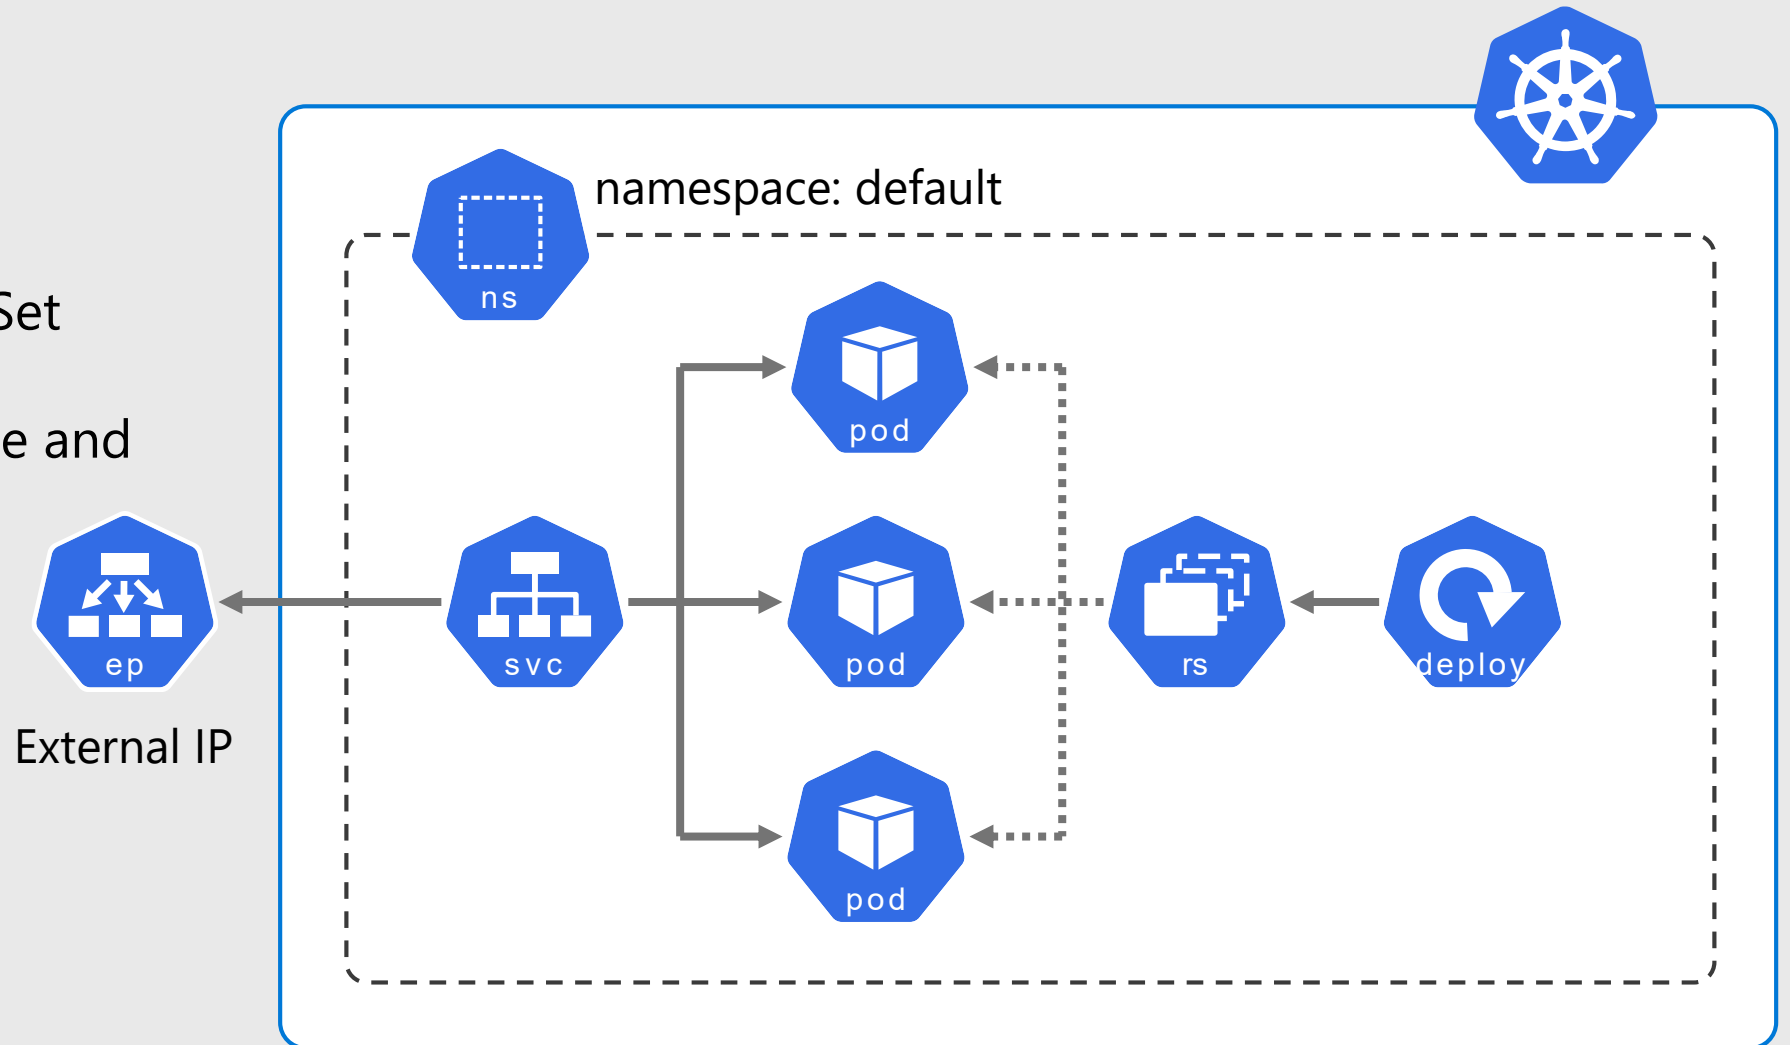 namespace: default
ns
Set
pod
e and
ep
svc
pod
rs
deploy
External IP
pod